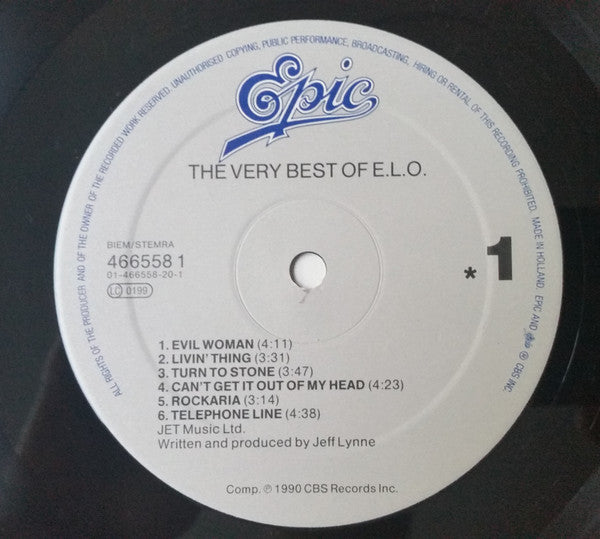 ALL RIGHTS OF THE PRODUCER AND OF THE OWNER OF THE RECORDED WORK RESERVED. UNAUTHORISED COPYING, PUBLIC PERFORMANCE, BROADCASTING, HIRING OR RENTAL OF THIS RECORDING PROHIBITED. MADE IN HOLLAND. EPIC AND epic ® CBS INC.
Epic
THE VERY BEST OF E.L.O.
BIEM/STEMRA
466558 1
01-466558-20-1
LC 0199
* 1
1. EVIL WOMAN (4:11)
2. LIVIN' THING (3:31)
3. TURN TO STONE (3:47)
4. CAN'T GET IT OUT OF MY HEAD (4:23)
5. ROCKARIA (3:14)
6. TELEPHONE LINE (4:38)
JET Music Ltd.
Written and produced by Jeff Lynne
Comp. ℗ 1990 CBS Records Inc.